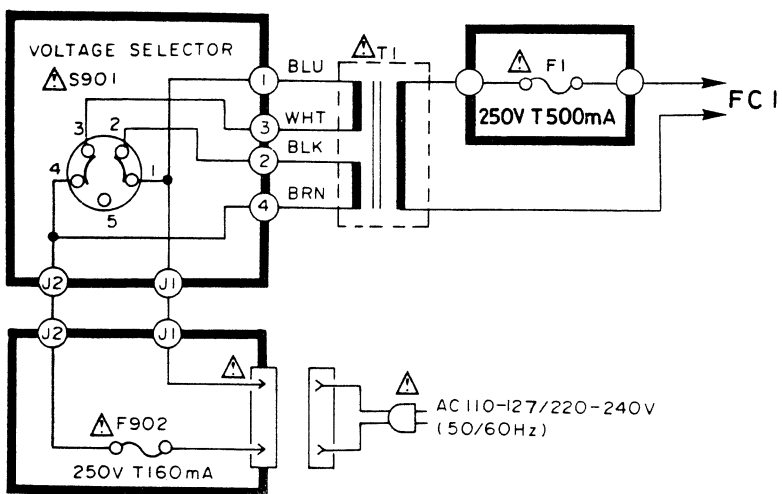 VOLTAGE SELECTOR
S901
3
2
4
1
5
1
3
2
4
BLU
WHT
BLK
BRN
T1
F1
250V T500mA
FC1
J2
J1
J2
J1
F902
250V T160mA
AC110-127/220-240V
(50/60Hz)